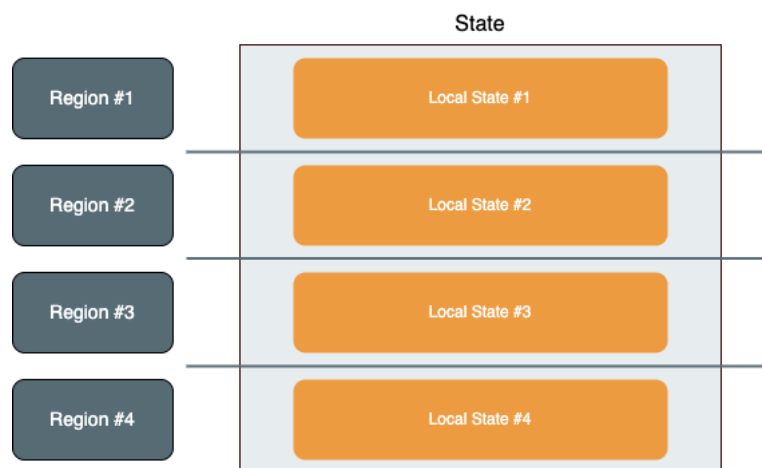 State
Region #1
Local State #1
Region #2
Local State #2
Region #3
Local State #3
Region #4
Local State #4